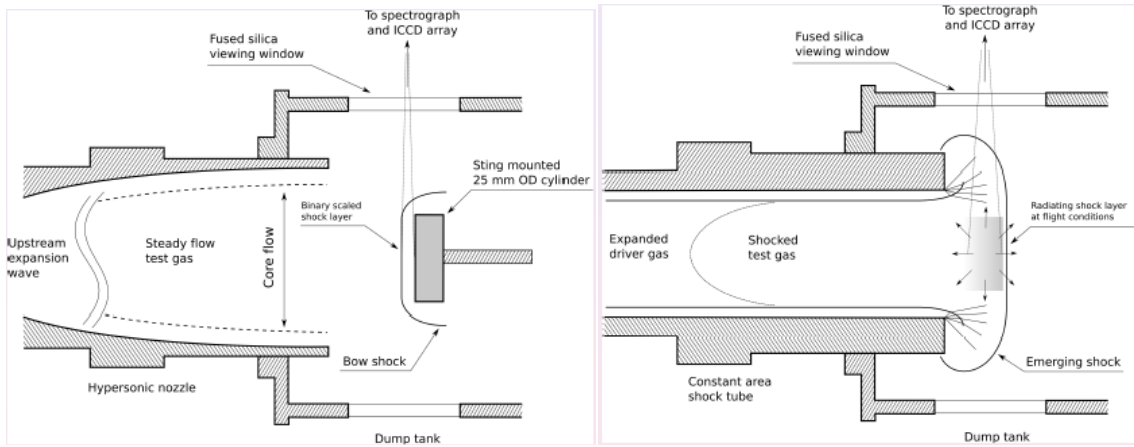 To spectrograph
and ICCD array
Fused silica
viewing window
Sting mounted
25 mm OD cylinder
Binary scaled
shock layer
Upstream
expansion
wave
Steady flow
test gas
Core flow
Bow shock
Hypersonic nozzle
Dump tank
To spectrograph
and ICCD array
Fused silica
viewing window
Radiating shock layer
at flight conditions
Expanded
driver gas
Shocked
test gas
Emerging shock
Constant area
shock tube
Dump tank